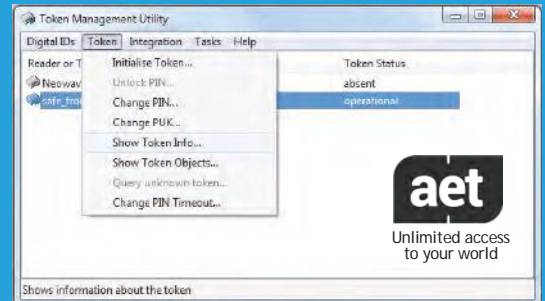 Token Management Utility
Digital IDs Token Integration Tasks Help
Reader or T
Token Status
Neowav
absent
safe_fro
operational
Initialise Token...
Unlock PIN...
Change PIN...
Change PUK...
Show Token Info...
Show Token Objects...
Query unknown token...
Change PIN Timeout...
aet
Unlimited access
to your world
Shows information about the token